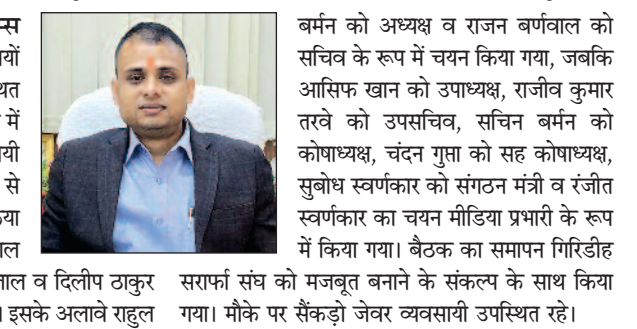 बर्मन को अध्यक्ष व राजन बर्णवाल को
सचिव के रूप में चयन किया गया, जबकि
आसिफ खान को उपाध्यक्ष, राजीव कुमार
तरवे को उपसचिव, सचिन बर्मन को
कोषाध्यक्ष, चंदन गुप्ता को सह कोषाध्यक्ष,
सुबोध स्वर्णकार को संगठन मंत्री व रंजीत
स्वर्णकार का चयन मीडिया प्रभारी के रूप
में किया गया। बैठक का समापन गिरिडीह
व दिलीप ठाकुर सरार्फा संघ को मजबूत बनाने के संकल्प के साथ किया
इसके अलावे राहुल गया। मौके पर सैंकड़ो जेवर व्यवसायी उपस्थित रहे।